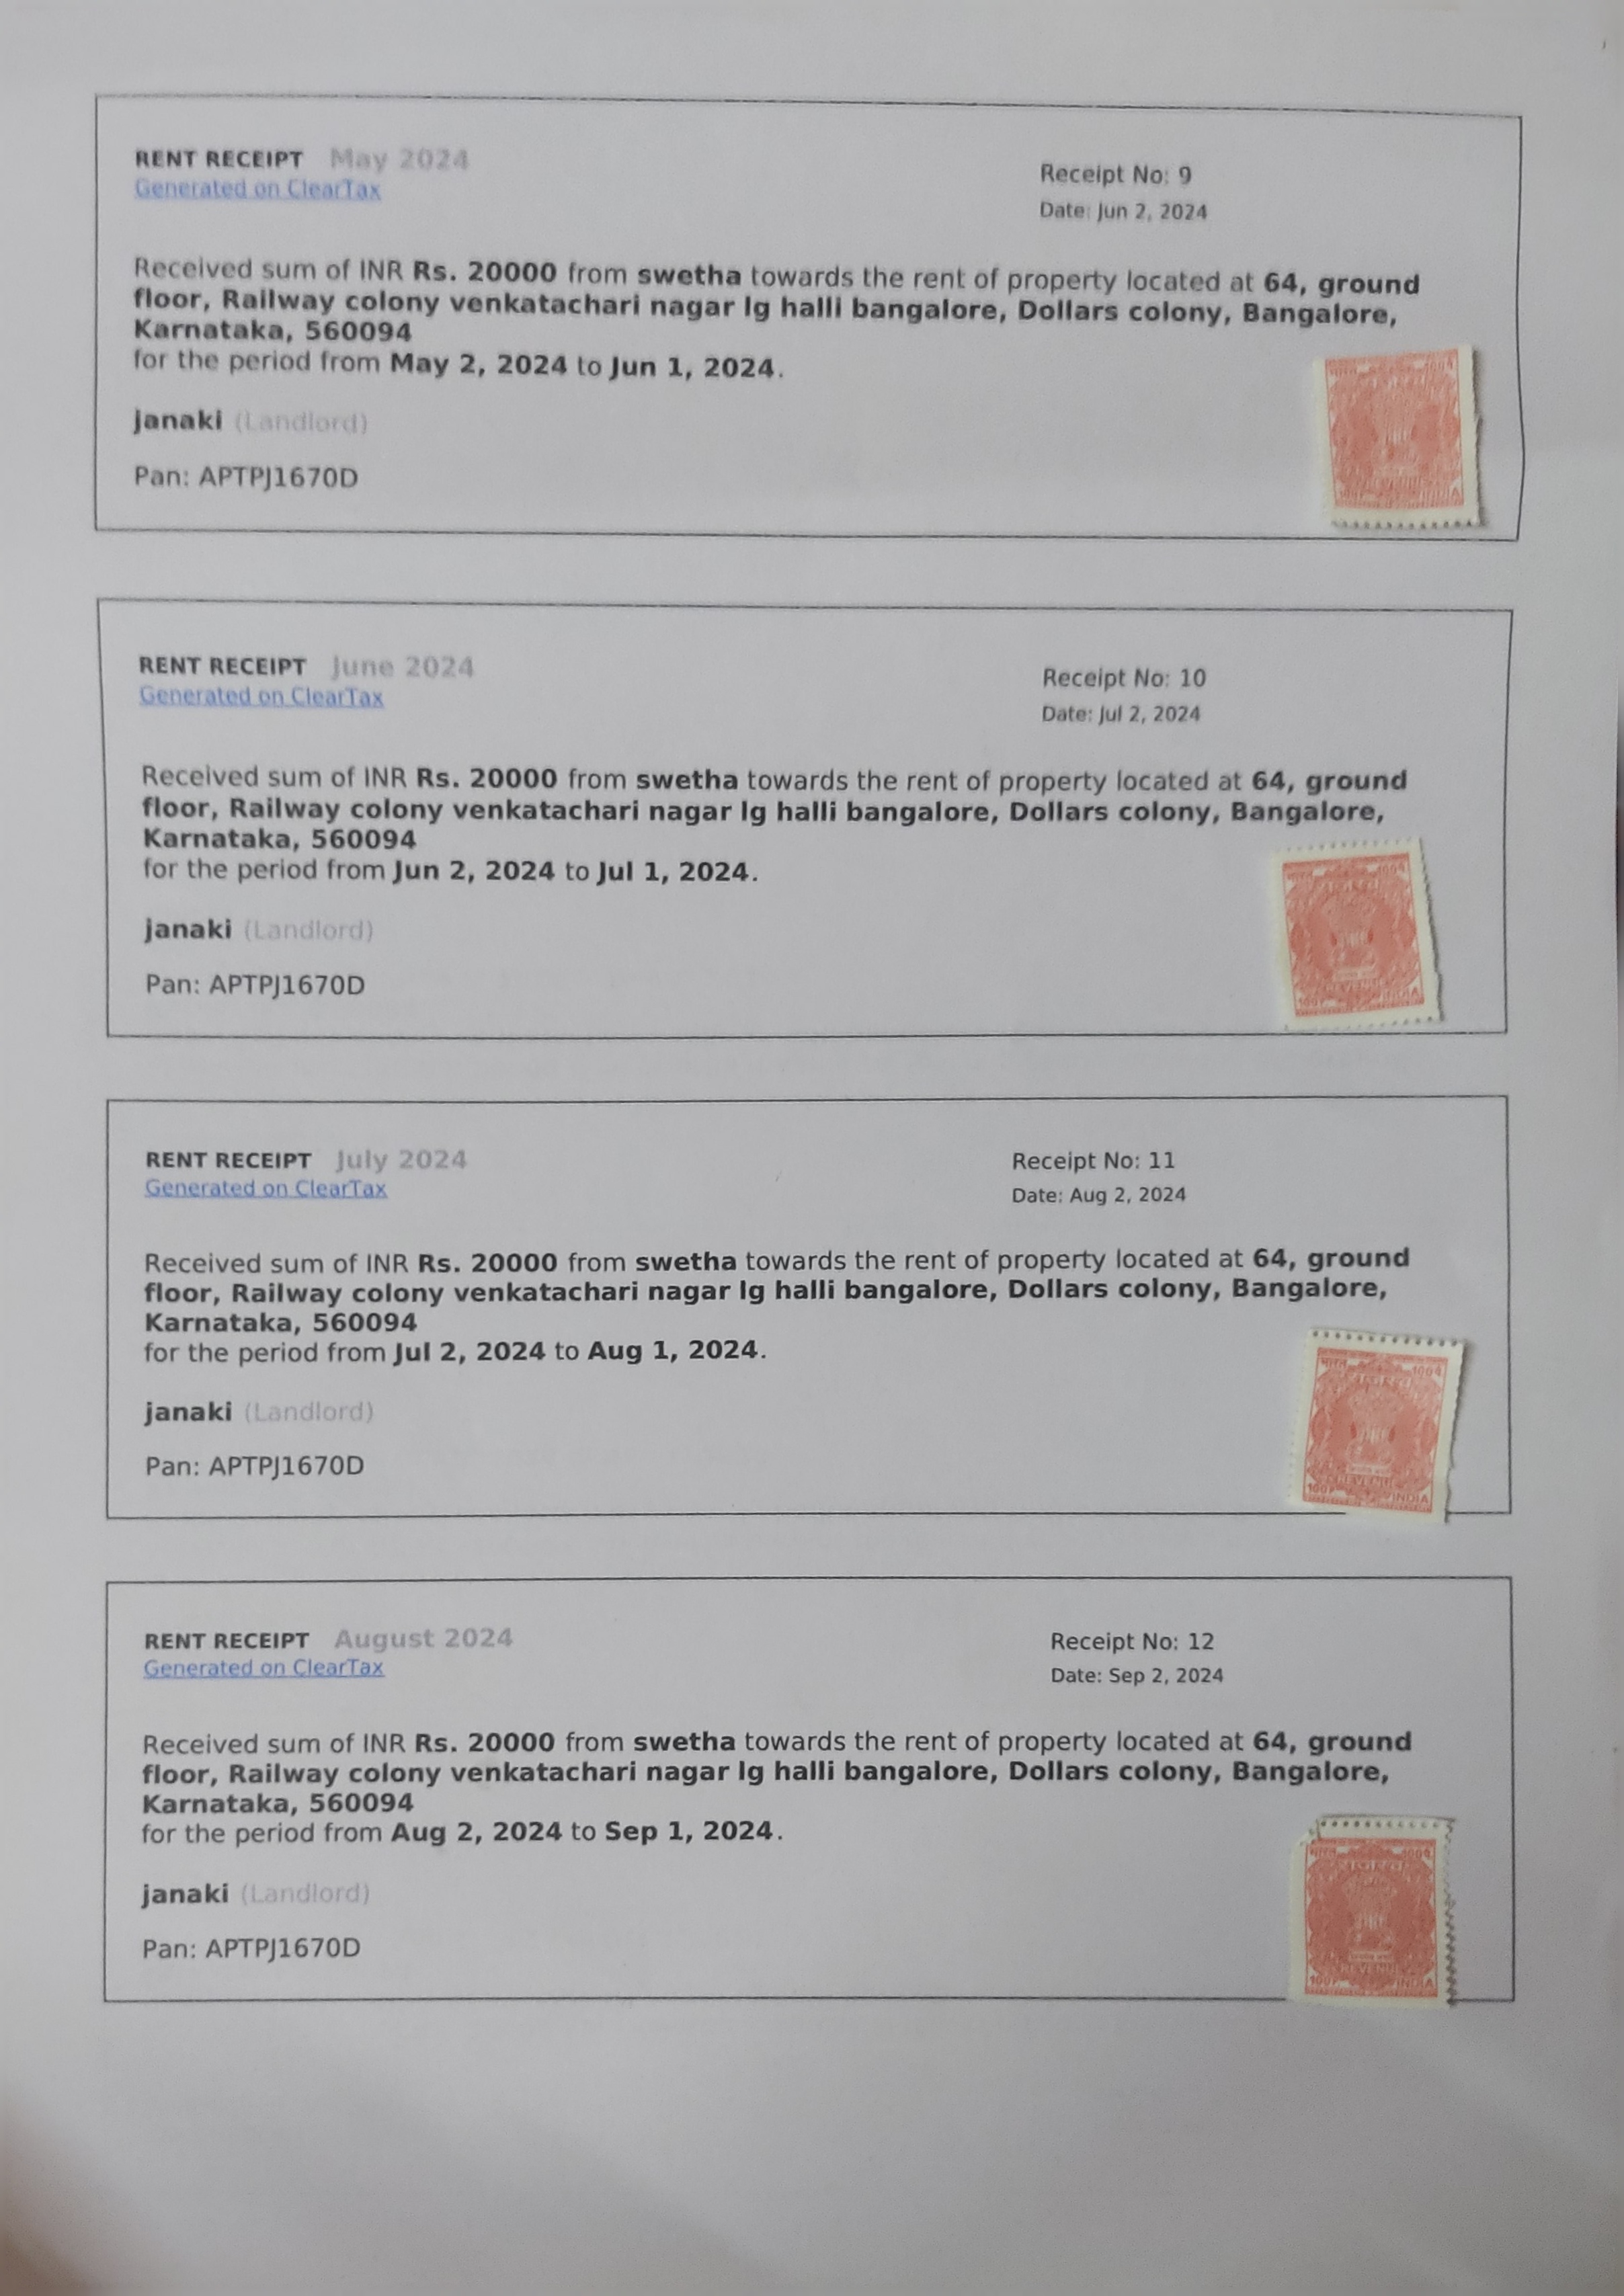 RENT RECEIPT May 2024
Generated on ClearTax
Receipt No: 9
Date: Jun 2, 2024
Received sum of INR Rs. 20000 from swetha towards the rent of property located at 64, ground
floor, Railway colony venkatachari nagar lg halli bangalore, Dollars colony, Bangalore,
Karnataka, 560094
for the period from May 2, 2024 to Jun 1, 2024.
janaki (Landlord)
Pan: APTPJ1670D
RENT RECEIPT June 2024
Generated on ClearTax
Receipt No: 10
Date: Jul 2, 2024
Received sum of INR Rs. 20000 from swetha towards the rent of property located at 64, ground
floor, Railway colony venkatachari nagar lg halli bangalore, Dollars colony, Bangalore,
Karnataka, 560094
for the period from Jun 2, 2024 to Jul 1, 2024.
janaki (Landlord)
Pan: APTPJ1670D
REVENUE
INDIA
RENT RECEIPT July 2024
Generated on ClearTax
Receipt No: 11
Date: Aug 2, 2024
Received sum of INR Rs. 20000 from swetha towards the rent of property located at 64, ground
floor, Railway colony venkatachari nagar lg halli bangalore, Dollars colony, Bangalore,
Karnataka, 560094
for the period from Jul 2, 2024 to Aug 1, 2024.
janaki (Landlord)
Pan: APTPJ1670D
भारत
REVENUE
INDIA
RENT RECEIPT August 2024
Generated on ClearTax
Receipt No: 12
Date: Sep 2, 2024
Received sum of INR Rs. 20000 from swetha towards the rent of property located at 64, ground
floor, Railway colony venkatachari nagar lg halli bangalore, Dollars colony, Bangalore,
Karnataka, 560094
for the period from Aug 2, 2024 to Sep 1, 2024.
janaki (Landlord)
Pan: APTPJ1670D
भारत
REVENUE
INDIA